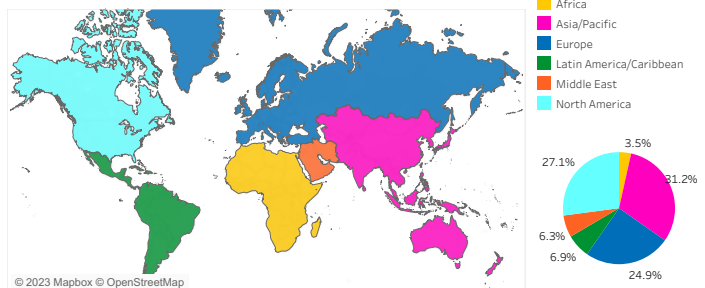 Africa
Asia/Pacific
Europe
Latin America/Caribbean
Middle East
North America
3.5%
27.1%
31.2%
6.3%
6.9%
24.9%
© 2023 Mapbox © OpenStreetMap